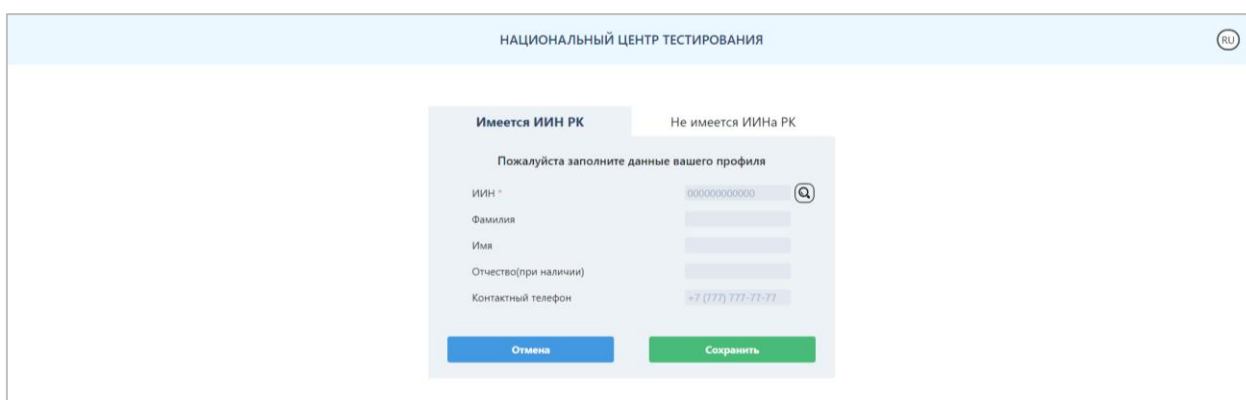 НАЦИОНАЛЬНЫЙ ЦЕНТР ТЕСТИРОВАНИЯ
RU
Имеется ИИН РК Не имеется ИИНа РК
Пожалуйста заполните данные вашего профиля
ИИН * 000000000000
Фамилия
Имя
Отчество(при наличии)
Контактный телефон +7 (777) 777-77-77
Отмена Сохранить